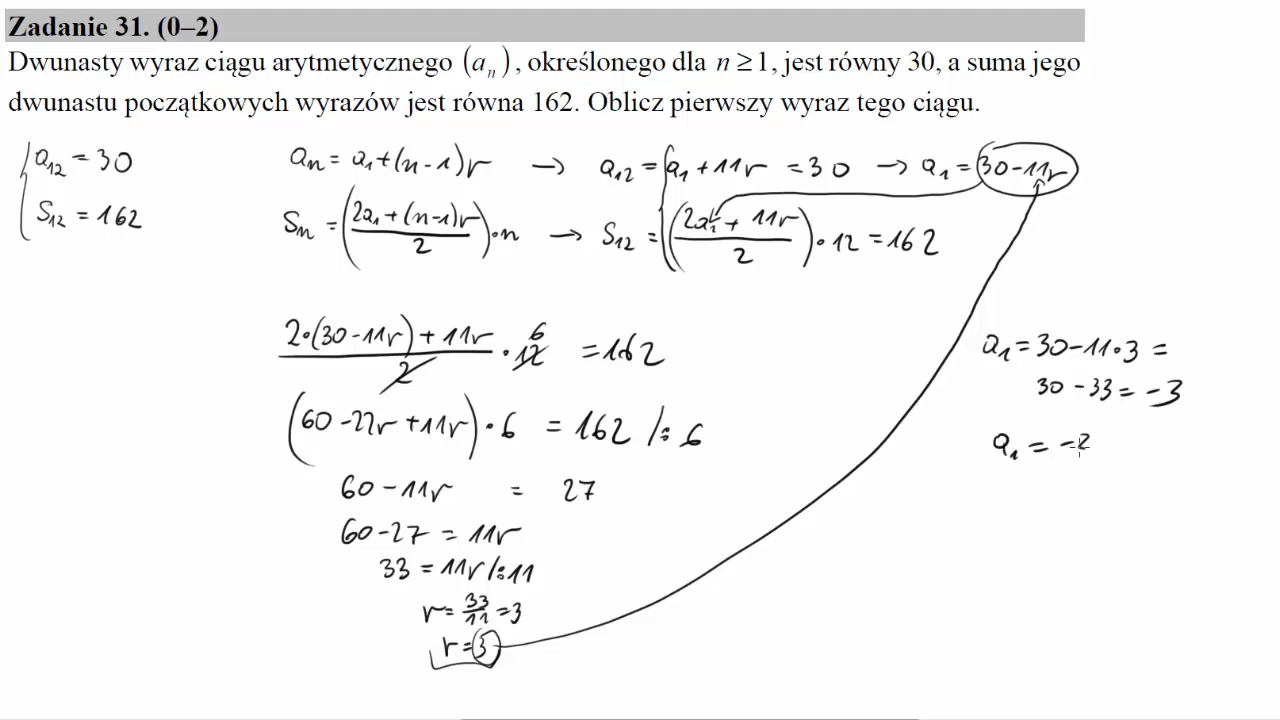 Zadanie 31. (0–2)
Dwunasty wyraz ciągu arytmetycznego (aₙ), określonego dla n ≥ 1, jest równy 30, a suma jego
dwunastu początkowych wyrazów jest równa 162. Oblicz pierwszy wyraz tego ciągu.
a₁₂ = 30
S₁₂ = 162
aₙ = a₁ + (n - 1)r → a₁₂ = a₁ + 11r = 30 → a₁ = 30 - 11r
Sₙ = ((2a₁ + (n-1)r)/2) · n → S₁₂ = ((2a₁ + 11r)/2) · 12 = 162
(2·(30 - 11r) + 11r)/2 · 12 = 162
6
(60 - 22r + 11r) · 6 = 162 /: 6
60 - 11r = 27
60 - 27 = 11r
33 = 11r /: 11
r = 33/11 = 3
r = 3
a₁ = 30 - 11·3 =
30 - 33 = -3
a₁ =